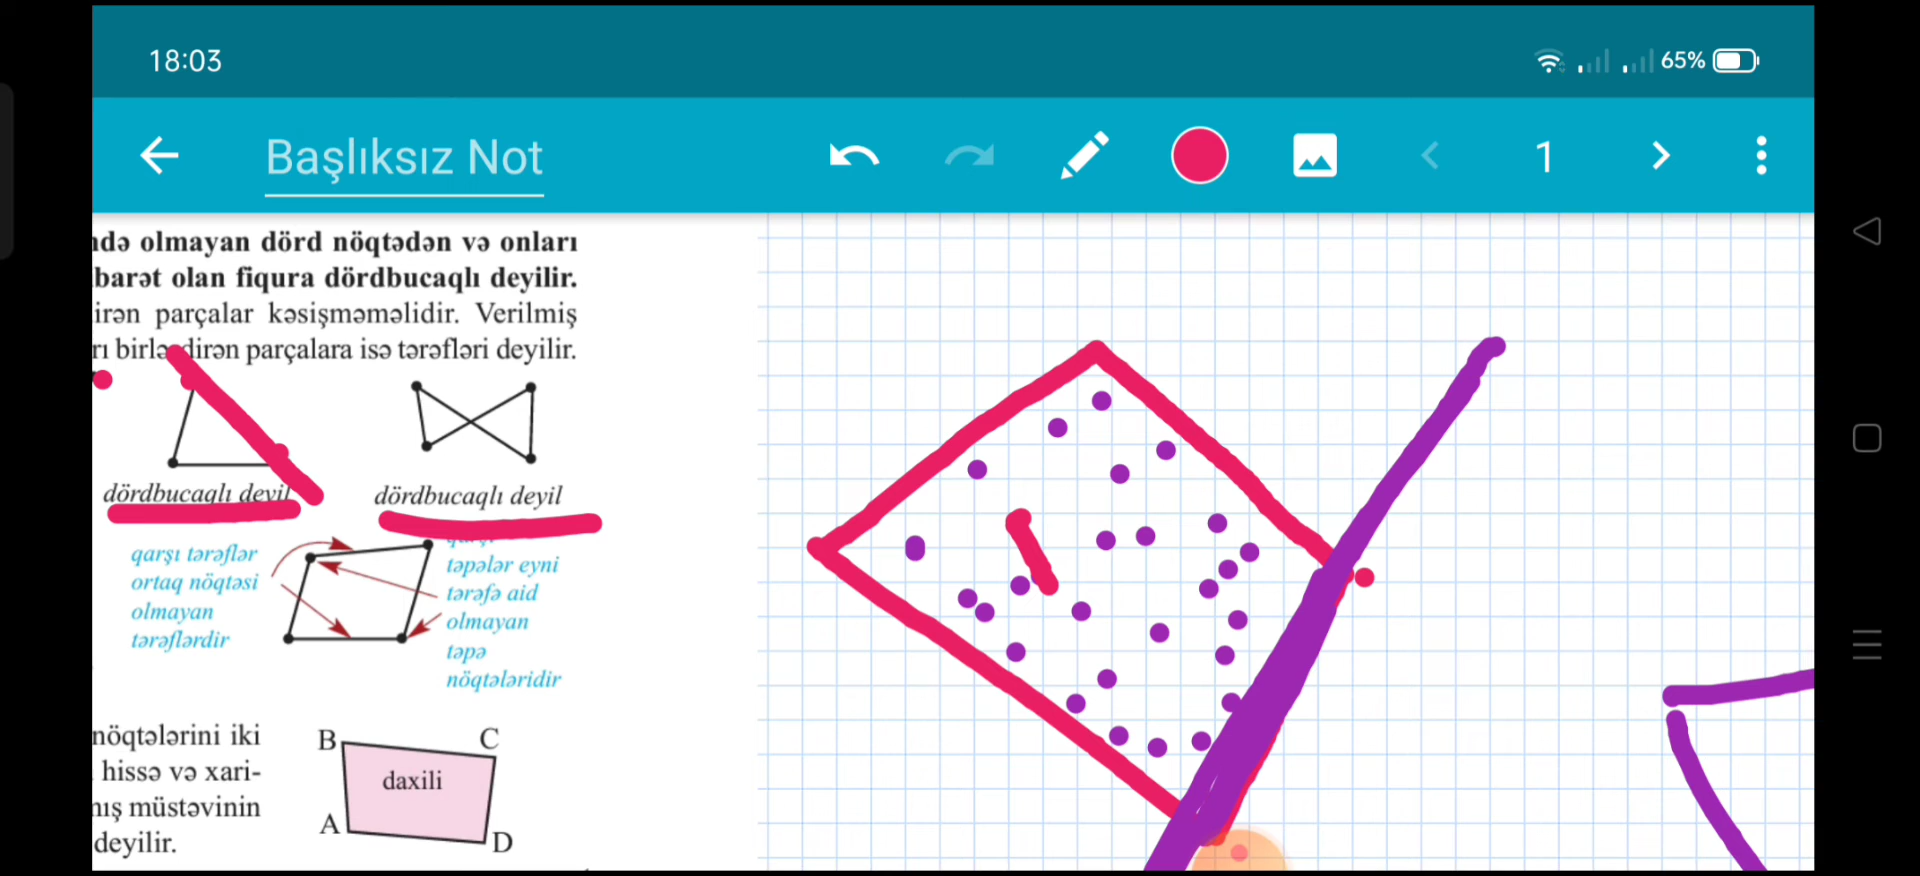 18:03
65%
Başlıksız Not
1
ndə olmayan dörd nöqtədən və onları
barət olan fiqura dördbucaqlı deyilir.
irən parçalar kəsişməməlidir. Verilmiş
rı birləşdirən parçalara isə tərəfləri deyilir.
dördbucaqlı deyil
dördbucaqlı deyil
qarşı tərəflər
ortaq nöqtəsi
olmayan
tərəflərdir
təpələr eyni
tərəfə aid
olmayan
təpə
nöqtələridir
nöqtələrini iki
hissə və xari-
mış müstəvinin
deyilir.
B
C
daxili
A
D